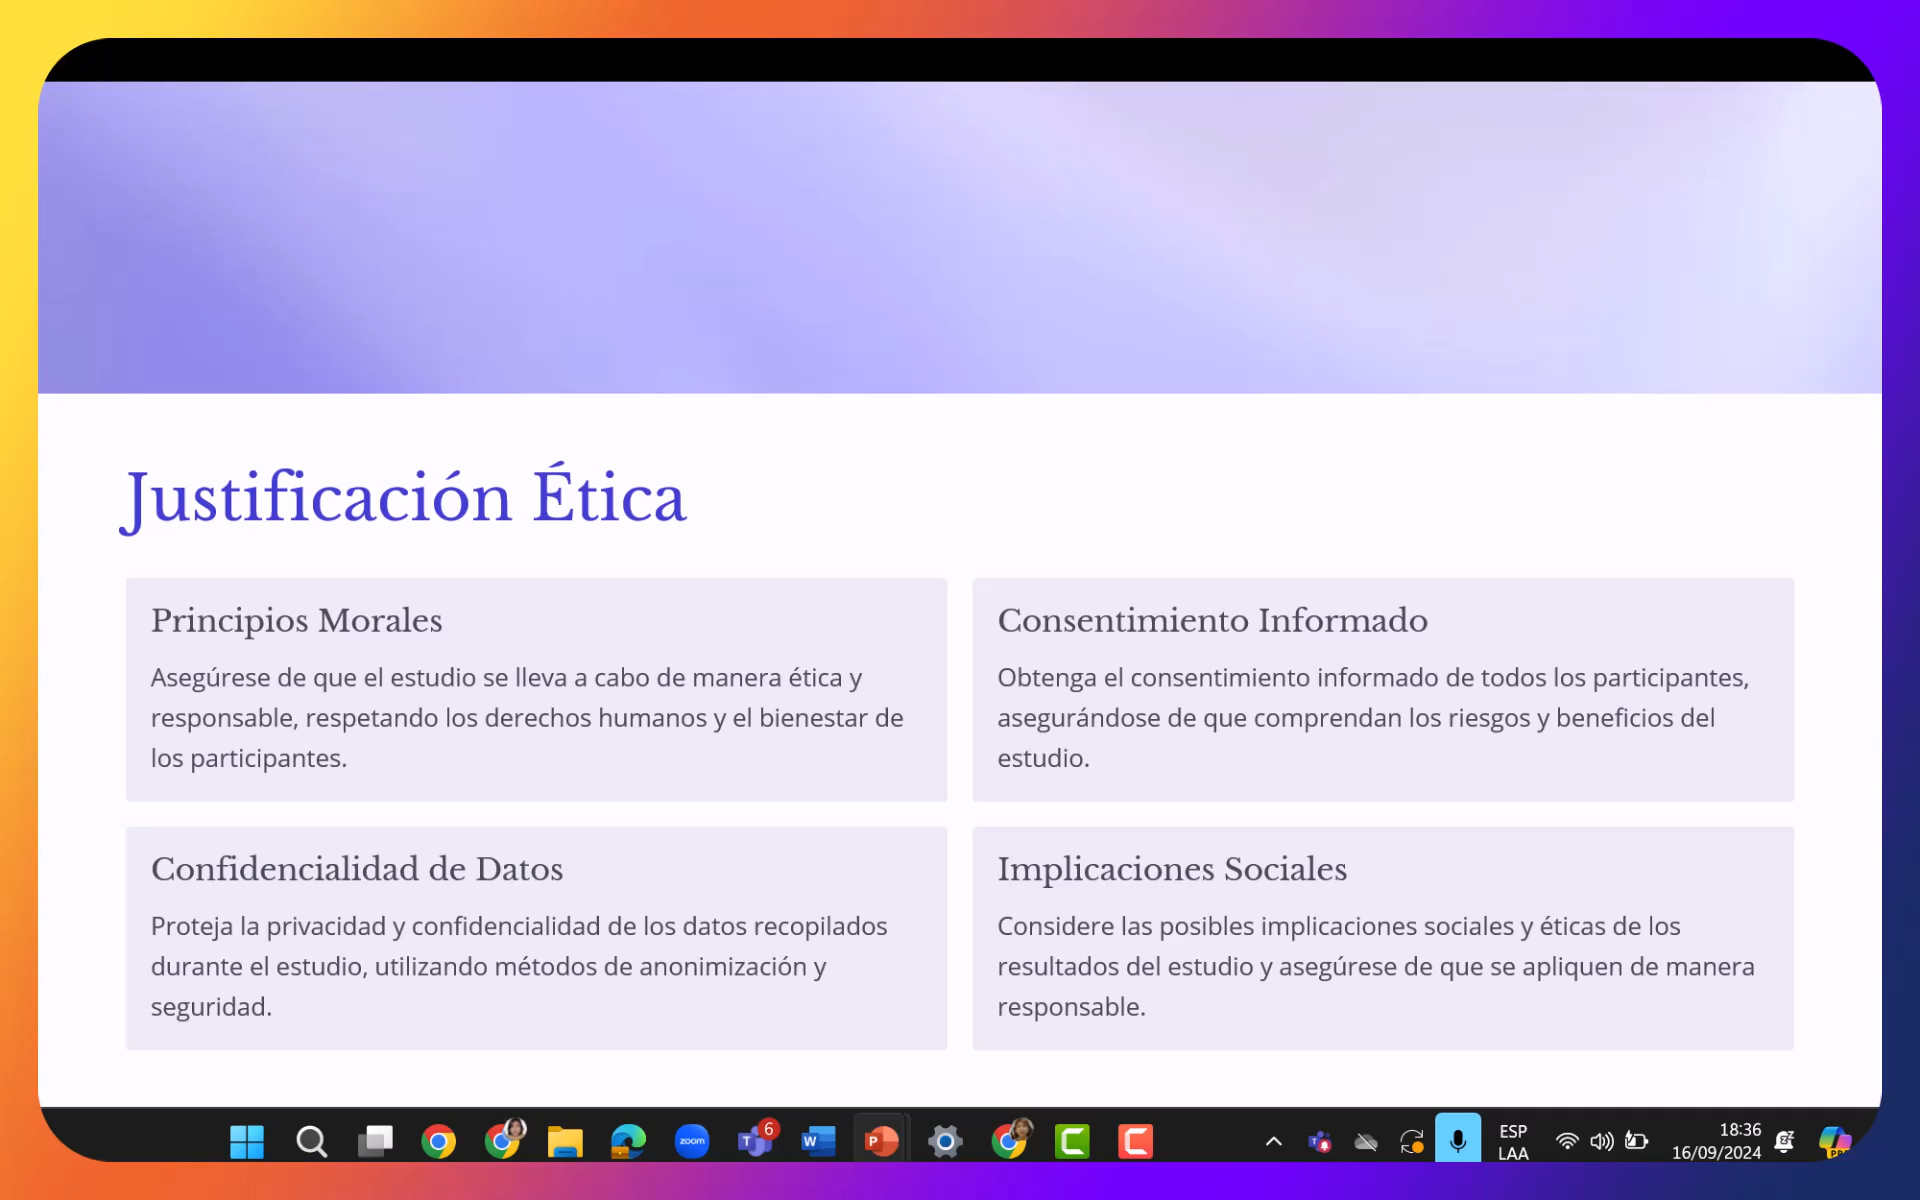 Justificación Ética
Principios Morales
Asegúrese de que el estudio se lleva a cabo de manera ética y
responsable, respetando los derechos humanos y el bienestar de
los participantes.
Consentimiento Informado
Obtenga el consentimiento informado de todos los participantes,
asegurándose de que comprendan los riesgos y beneficios del
estudio.
Confidencialidad de Datos
Proteja la privacidad y confidencialidad de los datos recopilados
durante el estudio, utilizando métodos de anonimización y
seguridad.
Implicaciones Sociales
Considere las posibles implicaciones sociales y éticas de los
resultados del estudio y asegúrese de que se apliquen de manera
responsable.
zoom
T
6
W
P
ESP
LAA
18:36
16/09/2024